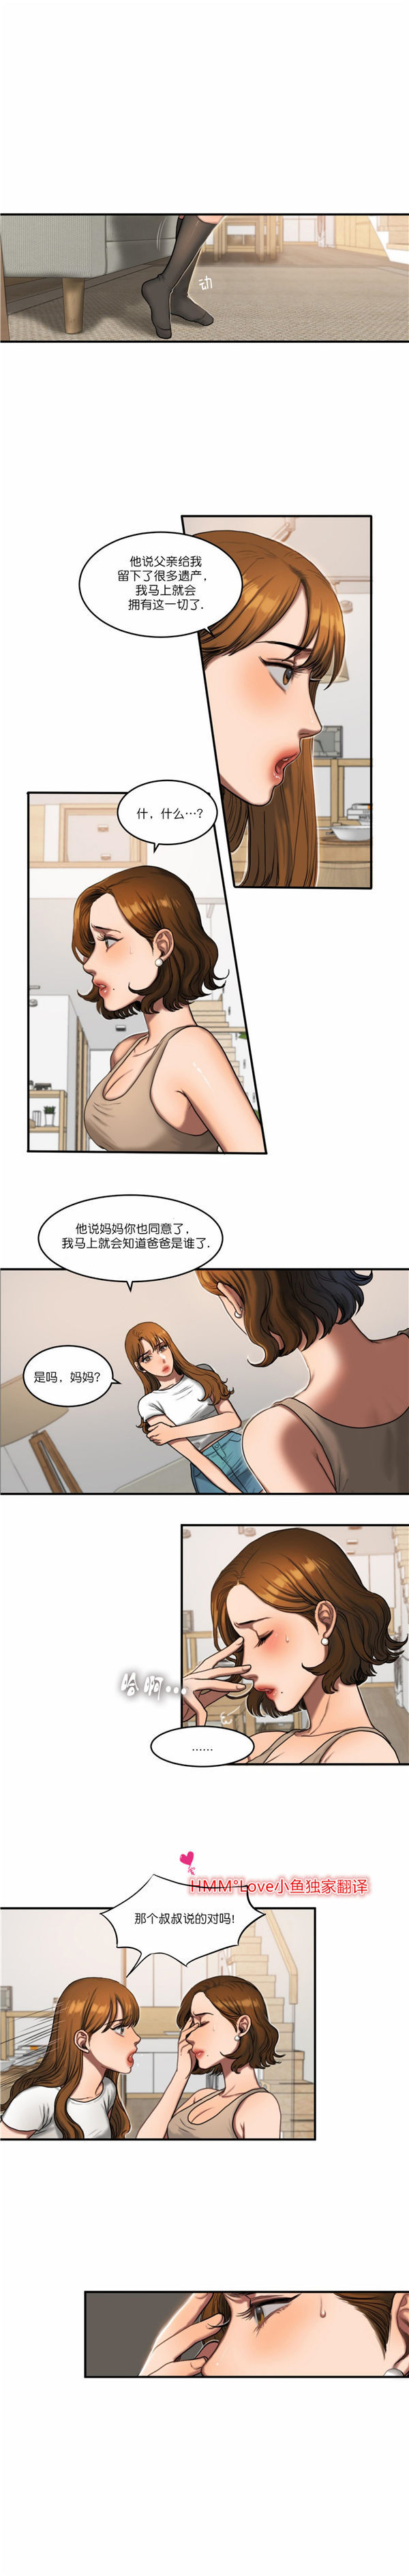 动
他说父亲给我
留下了很多遗产，
我马上就会
拥有这一切了.
什，什么…?
他说妈妈你也同意了，
我马上就会知道爸爸是谁了.
是吗，妈妈?
哈啊…
……
HMM°Love小鱼独家翻译
那个叔叔说的对吗!